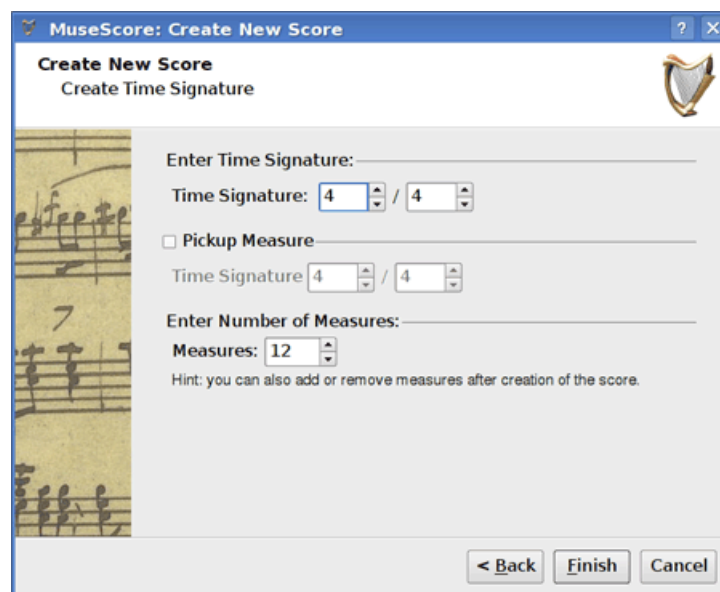 MuseScore: Create New Score ? X
Create New Score
Create Time Signature
Enter Time Signature:
Time Signature: 4 / 4
Pickup Measure
Time Signature 4 / 4
Enter Number of Measures:
Measures: 12
Hint: you can also add or remove measures after creation of the score.
< Back Finish Cancel